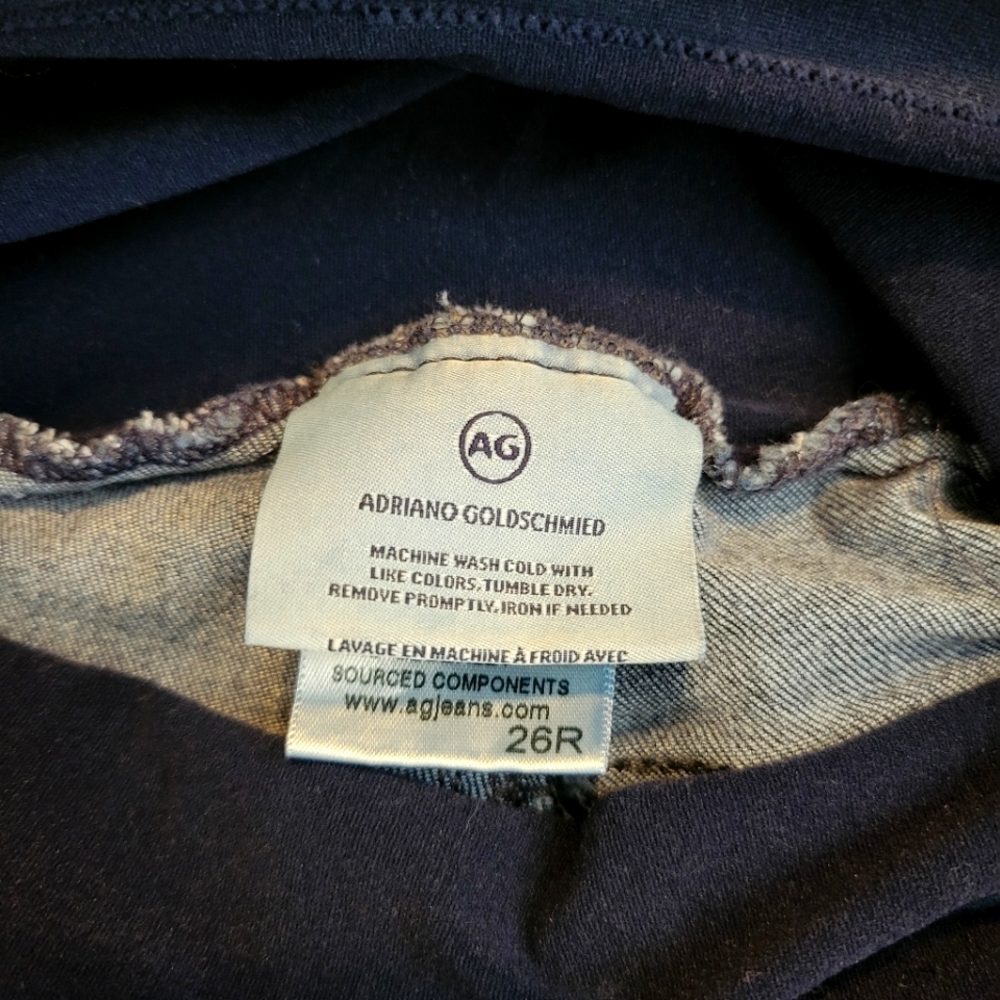 AG
ADRIANO GOLDSCHMIED
MACHINE WASH COLD WITH
LIKE COLORS. TUMBLE DRY.
REMOVE PROMPTLY. IRON IF NEEDED
LAVAGE EN MACHINE À FROID AVEC
SOURCED COMPONENTS
www.agjeans.com
26R